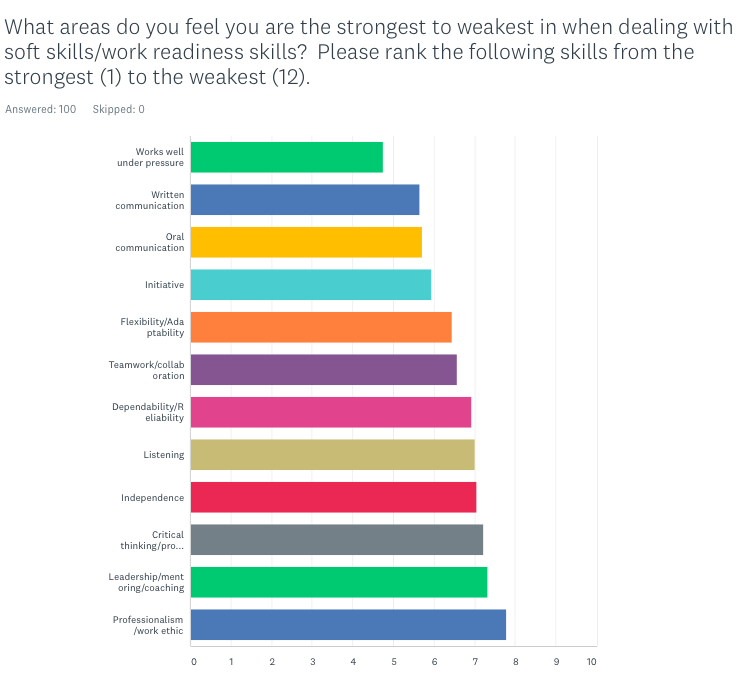 What areas do you feel you are the strongest to weakest in when dealing with
soft skills/work readiness skills?  Please rank the following skills from the
strongest (1) to the weakest (12).
Answered: 100    Skipped: 0
Works well
under pressure
Written
communication
Oral
communication
Initiative
Flexibility/Ada
ptability
Teamwork/collab
oration
Dependability/R
eliability
Listening
Independence
Critical
thinking/pro...
Leadership/ment
oring/coaching
Professionalism
/work ethic
0 1 2 3 4 5 6 7 8 9 10